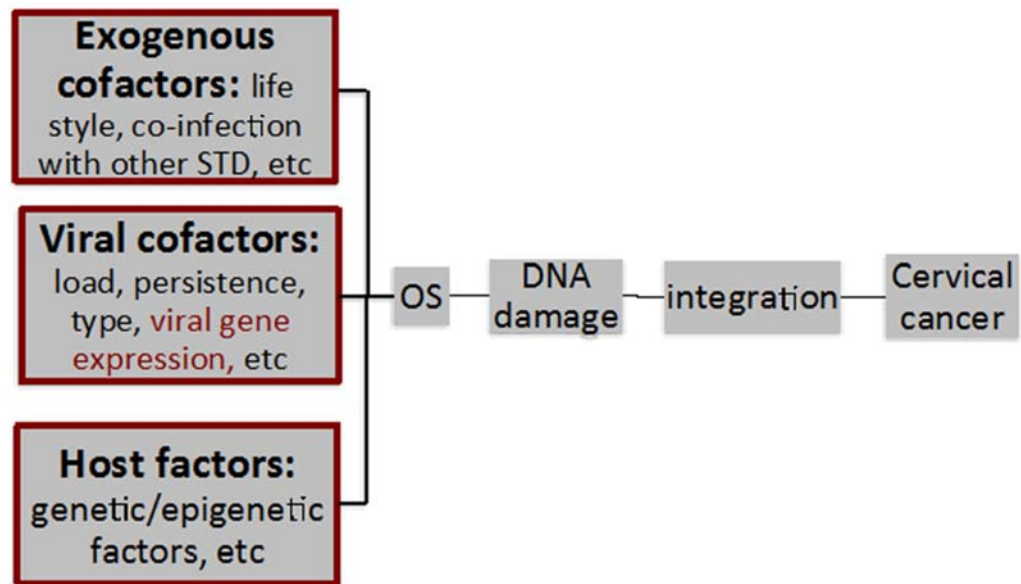 Exogenous
cofactors: life
style, co-infection
with other STD, etc
Viral cofactors:
load, persistence,
type, viral gene
expression, etc
Host factors:
genetic/epigenetic
factors, etc
OS
DNA
damage
integration
Cervical
cancer